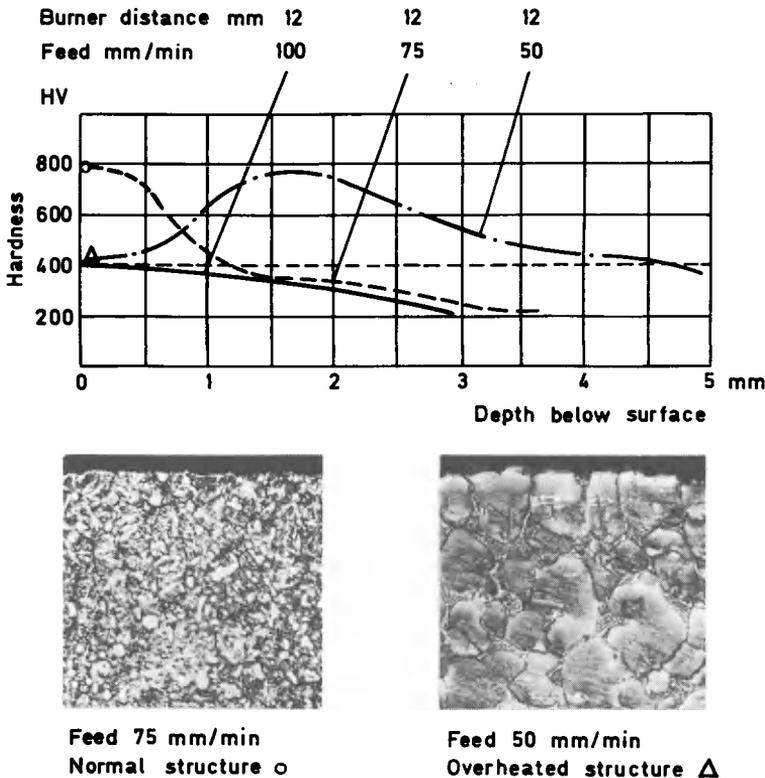 Burner distance mm 12 12 12
Feed mm/min 100 75 50
HV
800
600
400
200
Hardness
0 1 2 3 4 5 mm
Depth below surface
Feed 75 mm/min
Normal structure o
Feed 50 mm/min
Overheated structure Δ